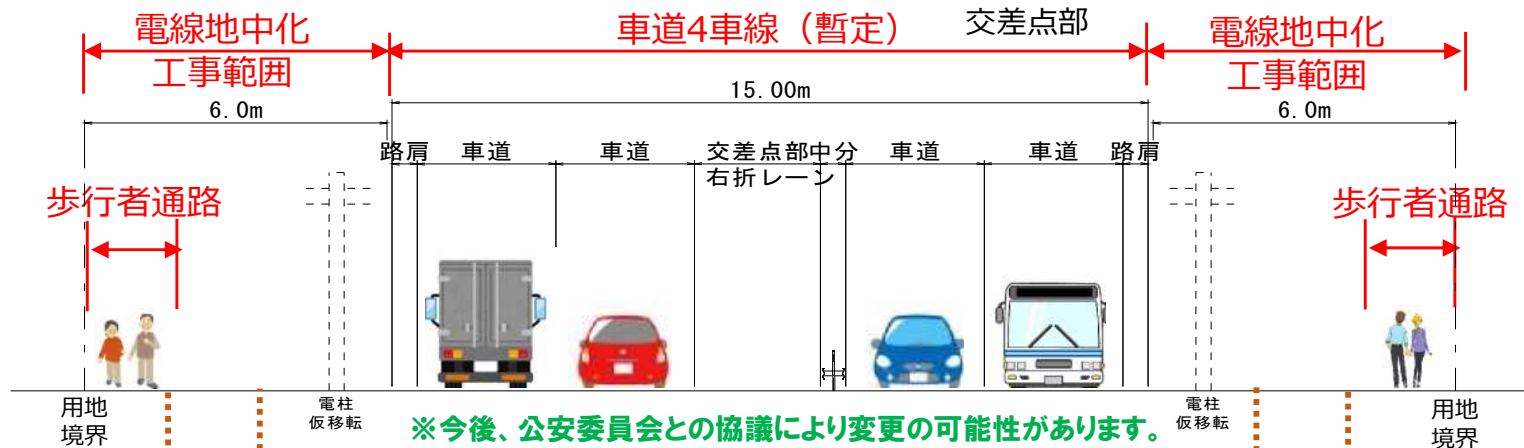 電線地中化
工事範囲
車道4車線（暫定）
交差点部
電線地中化
工事範囲
6.0m
15.00m
6.0m
路肩
車道
車道
交差点部
右折レーン
中分
車道
車道
路肩
歩行者通路
歩行者通路
用地
境界
電柱
仮移転
電柱
仮移転
用地
境界
※今後、公安委員会との協議により変更の可能性があります。